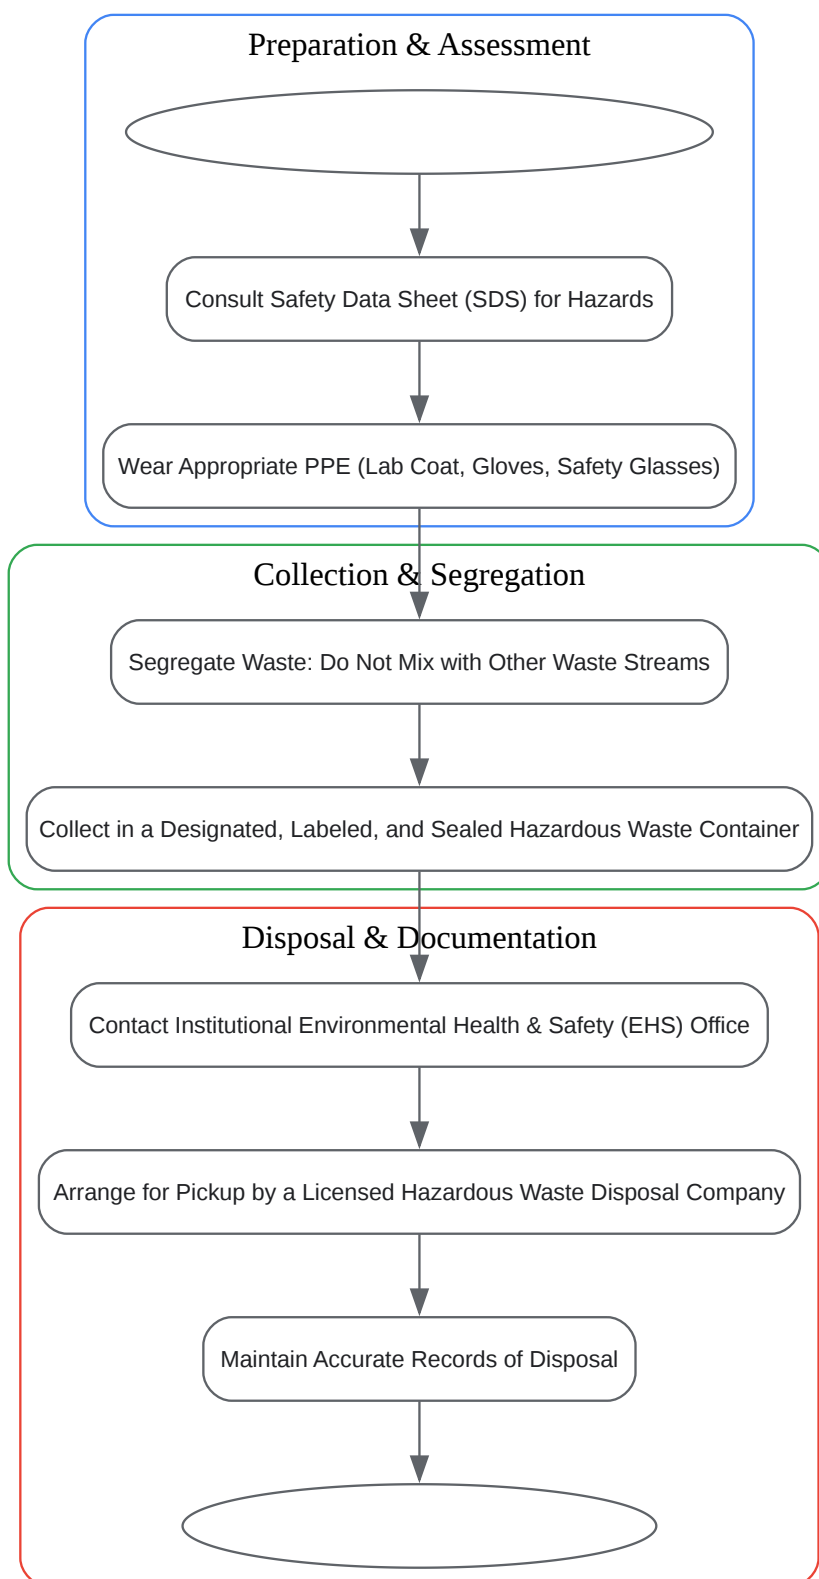 Preparation & Assessment
Consult Safety Data Sheet (SDS) for Hazards
Wear Appropriate PPE (Lab Coat, Gloves, Safety Glasses)
Collection & Segregation
Segregate Waste: Do Not Mix with Other Waste Streams
Collect in a Designated, Labeled, and Sealed Hazardous Waste Container
Disposal & Documentation
Contact Institutional Environmental Health & Safety (EHS) Office
Arrange for Pickup by a Licensed Hazardous Waste Disposal Company
Maintain Accurate Records of Disposal